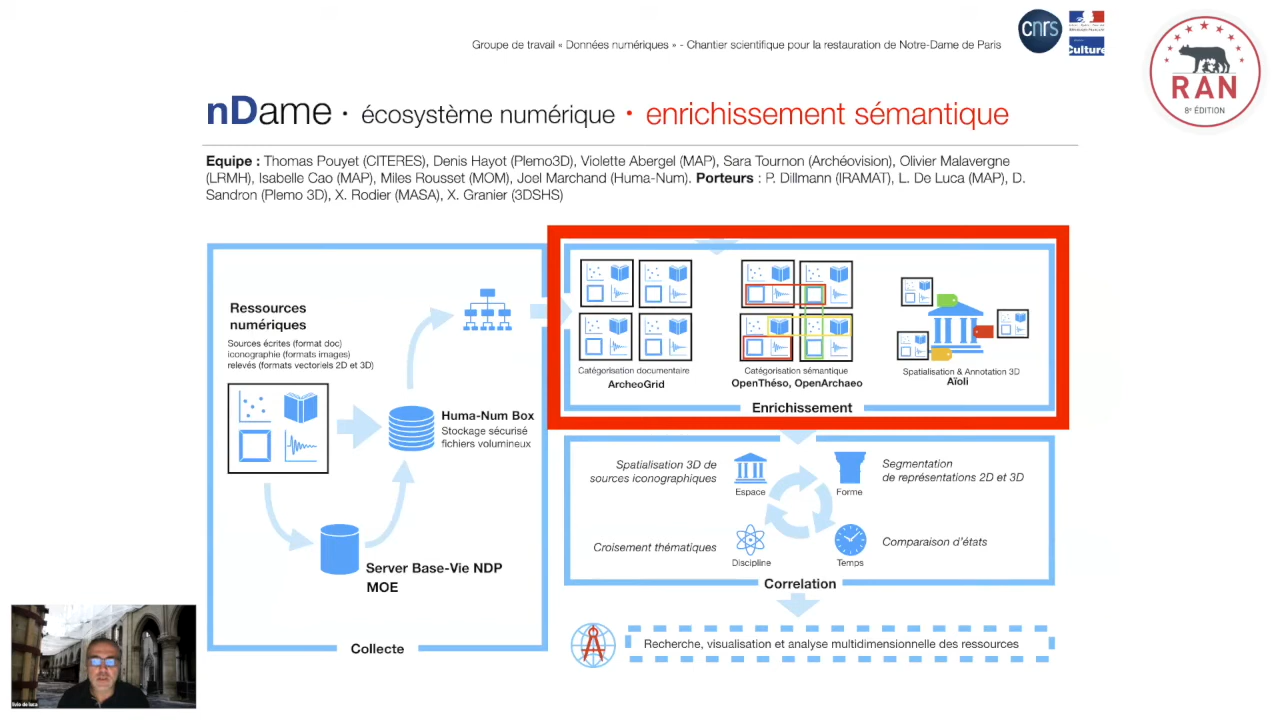 Groupe de travail « Données numériques » - Chantier scientifique pour la restauration de Notre-Dame de Paris
cnrs
Culture
RAN
8e ÉDITION
nDame · écosystème numérique · enrichissement sémantique
Equipe : Thomas Pouyet (CITERES), Denis Hayot (Plemo3D), Violette Abergel (MAP), Sara Tournon (Archéovision), Olivier Malavergne
(LRMH), Isabelle Cao (MAP), Miles Rousset (MOM), Joel Marchand (Huma-Num). Porteurs : P. Dillmann (IRAMAT), L. De Luca (MAP), D.
Sandron (Plemo 3D), X. Rodier (MASA), X. Granier (3DSHS)
Ressources
numériques
Sources écrites (format doc)
iconographie (formats images)
relevés (formats vectoriels 2D et 3D)
Huma-Num Box
Stockage sécurisé
fichiers volumineux
Server Base-Vie NDP
MOE
Collecte
Catégorisation documentaire
ArcheoGrid
Catégorisation sémantique
OpenThéso, OpenArchaeo
Spatialisation & Annotation 3D
Aïoli
Enrichissement
Spatialisation 3D de
sources iconographiques
Espace
Forme
Segmentation
de représentations 2D et 3D
Croisement thématiques
Discipline
Temps
Comparaison d'états
Correlation
Recherche, visualisation et analyse multidimensionnelle des ressources
livio de luca